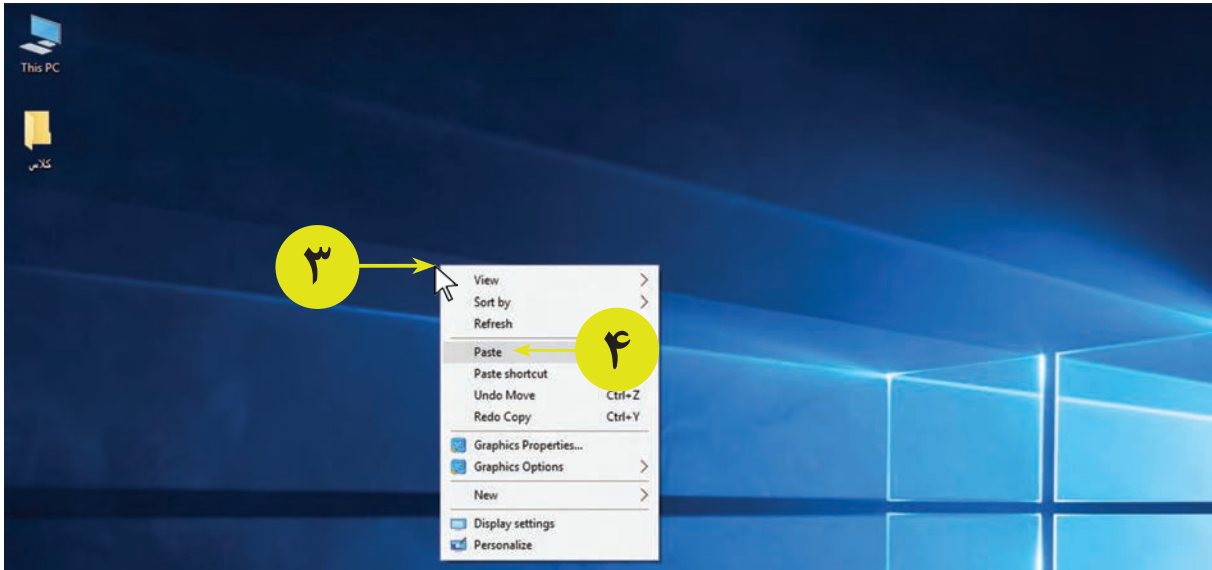 This PC
کلاس
۳
View
Sort by
Refresh
Paste
۴
Paste shortcut
Undo Move Ctrl+Z
Redo Copy Ctrl+Y
Graphics Properties...
Graphics Options
New
Display settings
Personalize